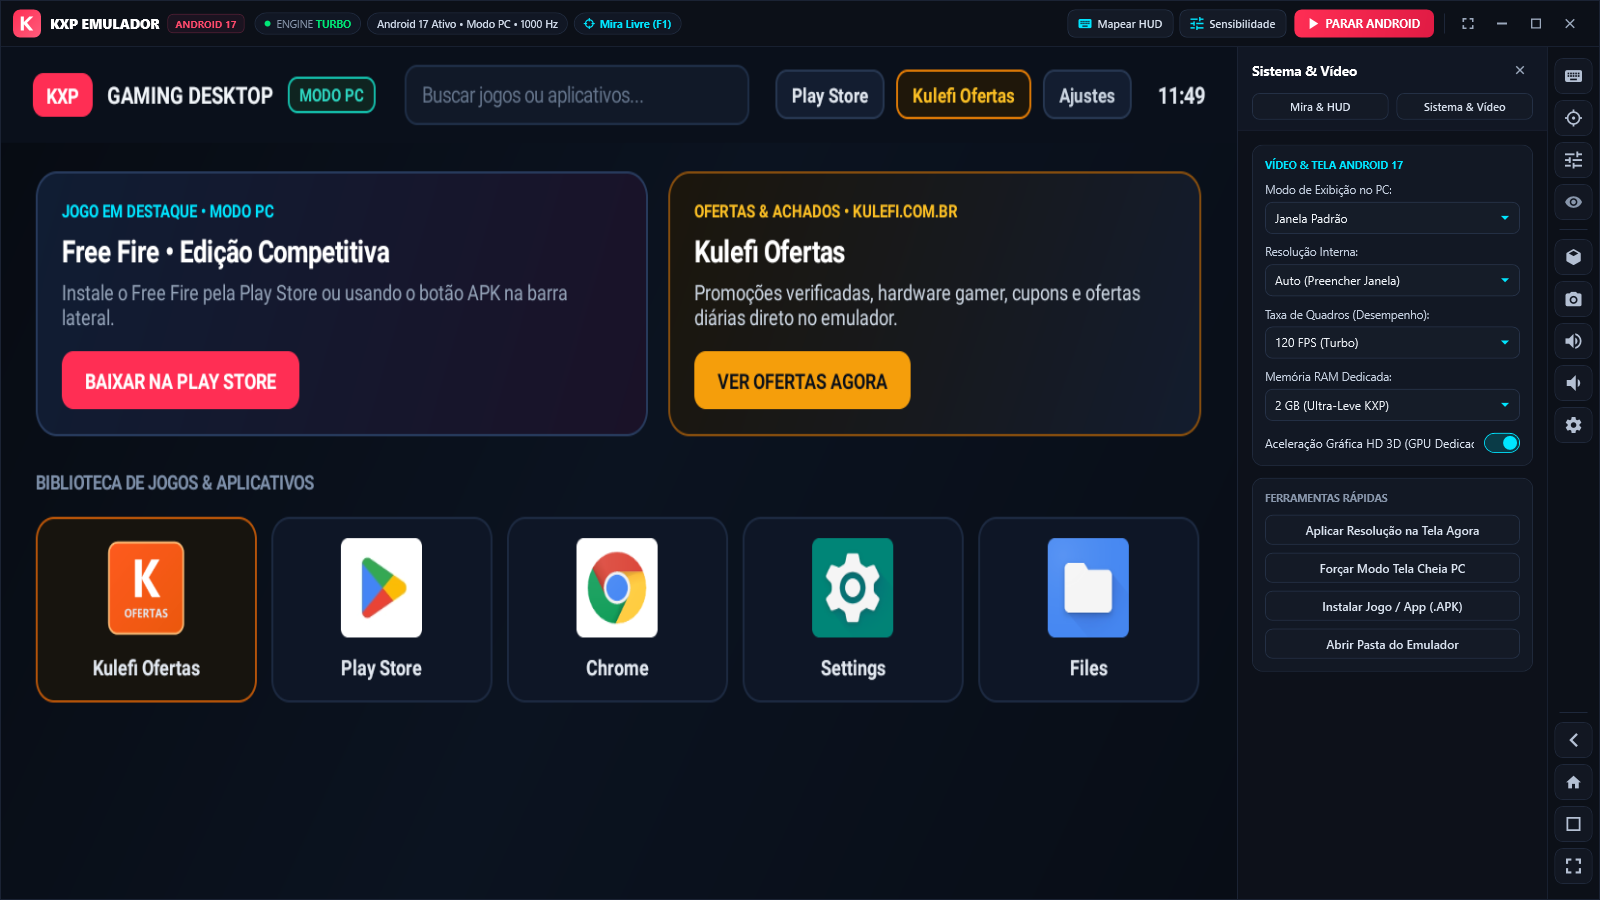 K KXP EMULADOR ANDROID 17 ENGINE TURBO Android 17 Ativo • Modo PC • 1000 Hz Mira Livre (F1) Mapear HUD Sensibilidade PARAR ANDROID
KXP GAMING DESKTOP MODO PC Buscar jogos ou aplicativos... Play Store Kulefi Ofertas Ajustes 11:49
JOGO EM DESTAQUE • MODO PC
Free Fire • Edição Competitiva
Instale o Free Fire pela Play Store ou usando o botão APK na barra
lateral.
BAIXAR NA PLAY STORE
OFERTAS & ACHADOS • KULEFI.COM.BR
Kulefi Ofertas
Promoções verificadas, hardware gamer, cupons e ofertas
diárias direto no emulador.
VER OFERTAS AGORA
BIBLIOTECA DE JOGOS & APLICATIVOS
K
OFERTAS
Kulefi Ofertas
Play Store
Chrome
Settings
Files
Sistema & Vídeo
Mira & HUD
Sistema & Vídeo
VÍDEO & TELA ANDROID 17
Modo de Exibição no PC:
Janela Padrão
Resolução Interna:
Auto (Preencher Janela)
Taxa de Quadros (Desempenho):
120 FPS (Turbo)
Memória RAM Dedicada:
2 GB (Ultra-Leve KXP)
Aceleração Gráfica HD 3D (GPU Dedicac
FERRAMENTAS RÁPIDAS
Aplicar Resolução na Tela Agora
Forçar Modo Tela Cheia PC
Instalar Jogo / App (.APK)
Abrir Pasta do Emulador